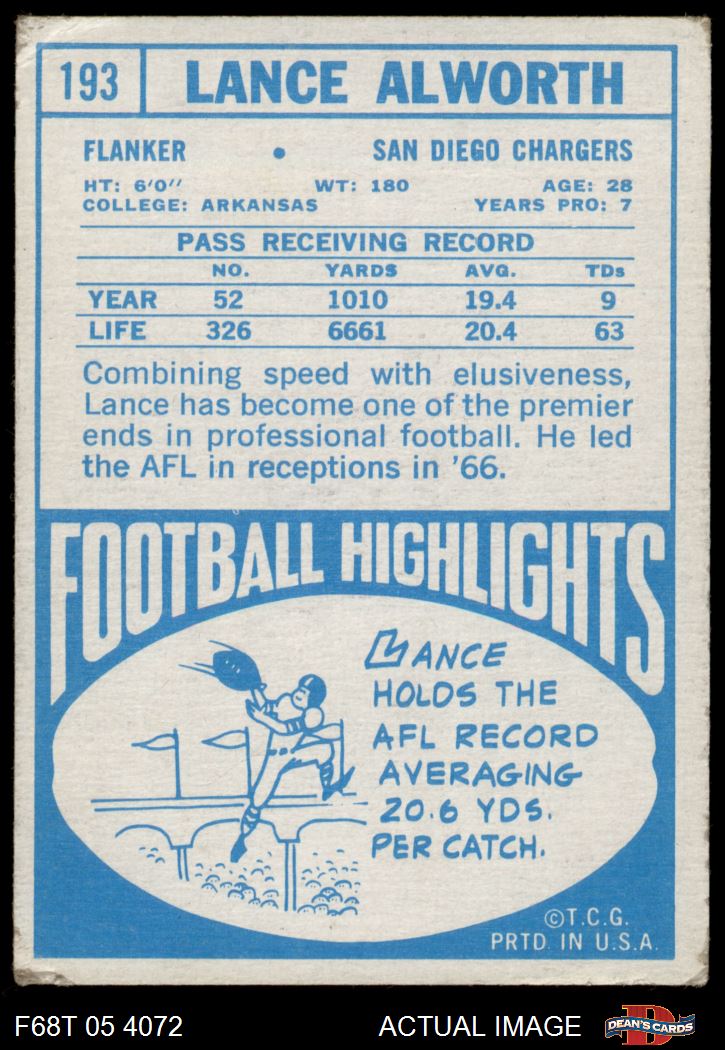 193 LANCE ALWORTH
FLANKER • SAN DIEGO CHARGERS
HT: 6'0'' WT: 180 AGE: 28
COLLEGE: ARKANSAS YEARS PRO: 7
PASS RECEIVING RECORD
NO. YARDS AVG. TDs
YEAR 52 1010 19.4 9
LIFE 326 6661 20.4 63
Combining speed with elusiveness,
Lance has become one of the premier
ends in professional football. He led
the AFL in receptions in '66.
FOOTBALL HIGHLIGHTS
LANCE
HOLDS THE
AFL RECORD
AVERAGING
20.6 YDS.
PER CATCH.
©T.C.G.
PRTD. IN U.S.A.
F68T 05 4072 ACTUAL IMAGE
D
DEAN'S CARDS